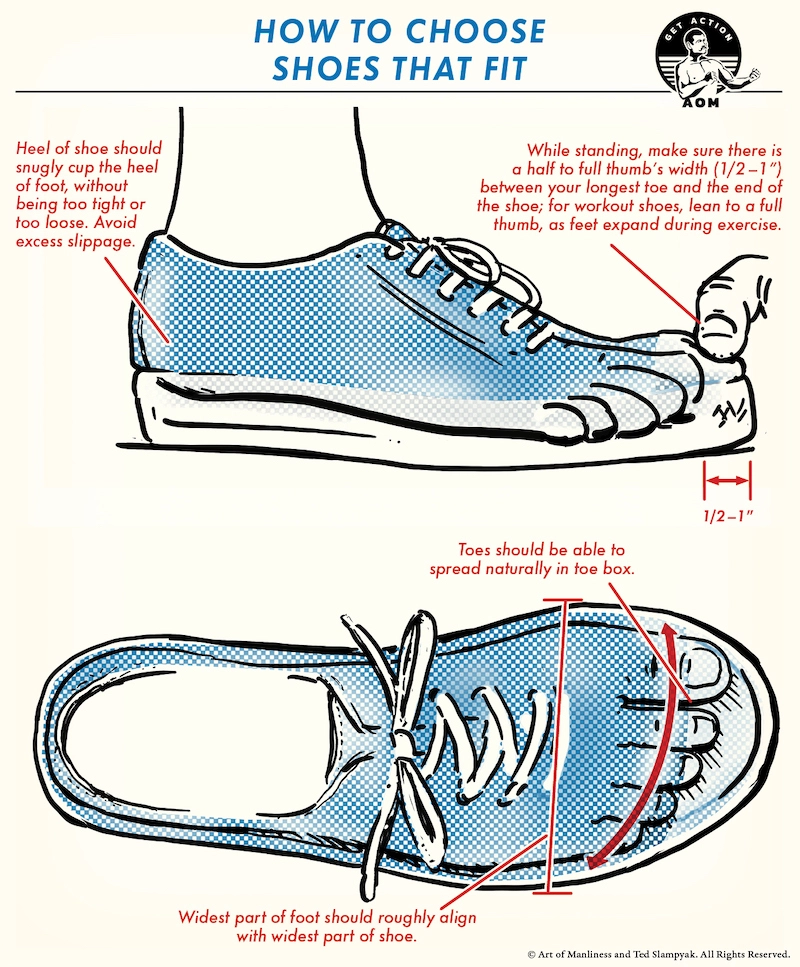 HOW TO CHOOSE
SHOES THAT FIT
GET ACTION
AOM
Heel of shoe should
snugly cup the heel
of foot, without
being too tight or
too loose. Avoid
excess slippage.
While standing, make sure there is
a half to full thumb's width (1/2–1")
between your longest toe and the end of
the shoe; for workout shoes, lean to a full
thumb, as feet expand during exercise.
1/2–1"
Toes should be able to
spread naturally in toe box.
Widest part of foot should roughly align
with widest part of shoe.
© Art of Manliness and Ted Slampyak. All Rights Reserved.